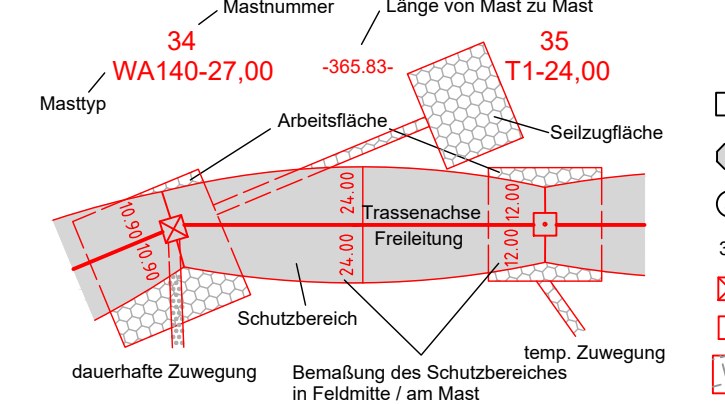 Mastnummer
Länge von Mast zu Mast
34
WA140-27,00
-365.83-
35
T1-24,00
Masttyp
Arbeitsfläche
Seilzugfläche
10.90
10.90
24.00
24.00
Trassenachse
Freileitung
12.00
12.00
Schutzbereich
dauerhafte Zuwegung
temp. Zuwegung
Bemaßung des Schutzbereiches
in Feldmitte / am Mast